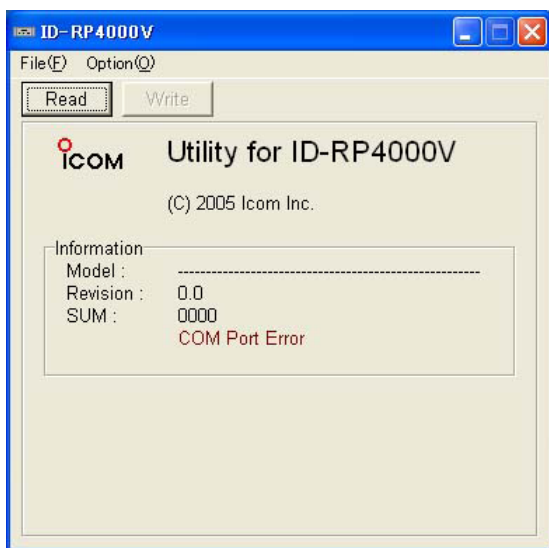 ID-RP4000V
File(F) Option(O)
Read Write
ICOM Utility for ID-RP4000V
(C) 2005 Icom Inc.
Information
Model : ------------------------------------------------------------
Revision : 0.0
SUM : 0000
COM Port Error